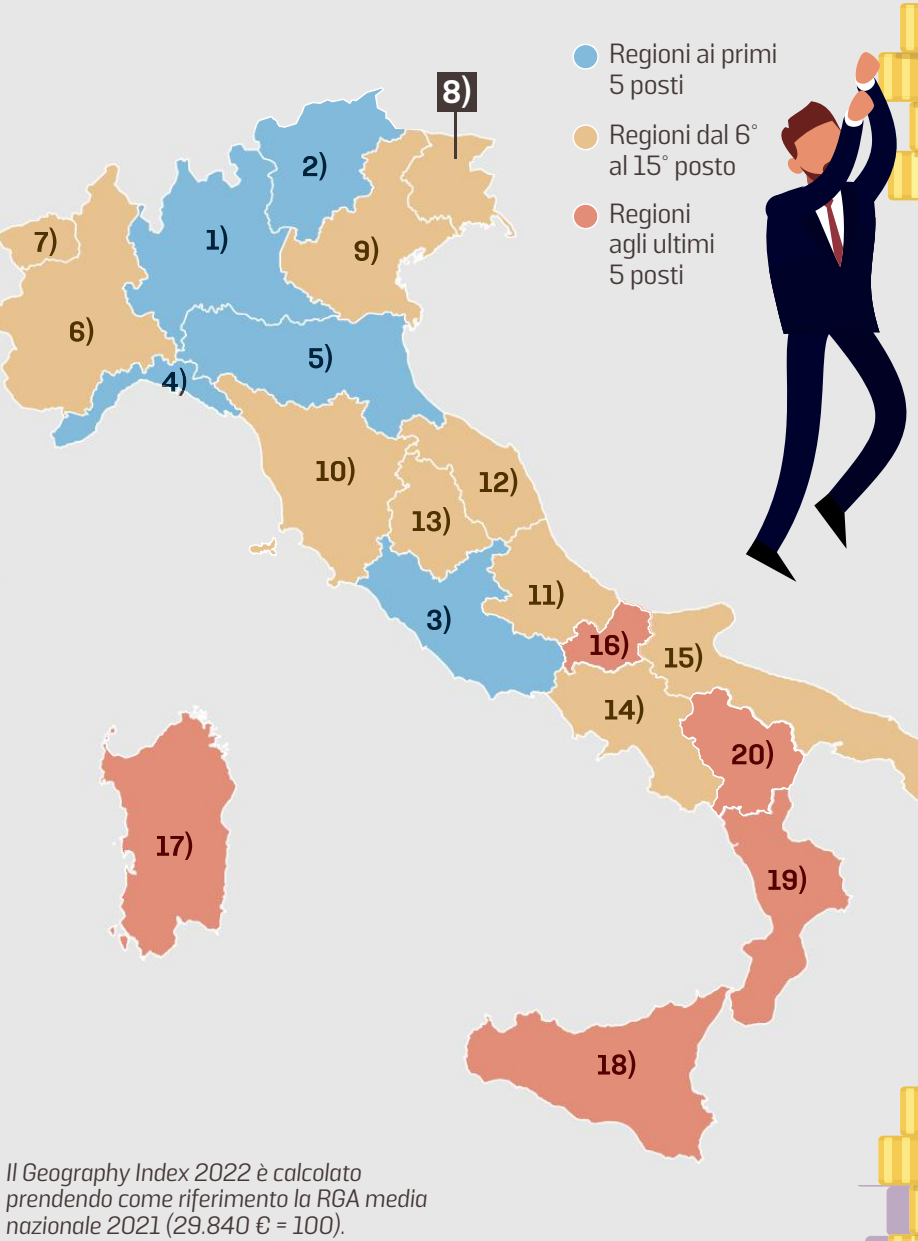 Regioni ai primi
5 posti
Regioni dal 6°
al 15° posto
Regioni
agli ultimi
5 posti
8)
2)
7)
1)
9)
6)
5)
4)
10)
12)
13)
11)
3)
16)
15)
14)
20)
17)
19)
18)
Il Geography Index 2022 è calcolato
prendendo come riferimento la RGA media
nazionale 2021 (29.840 € = 100).